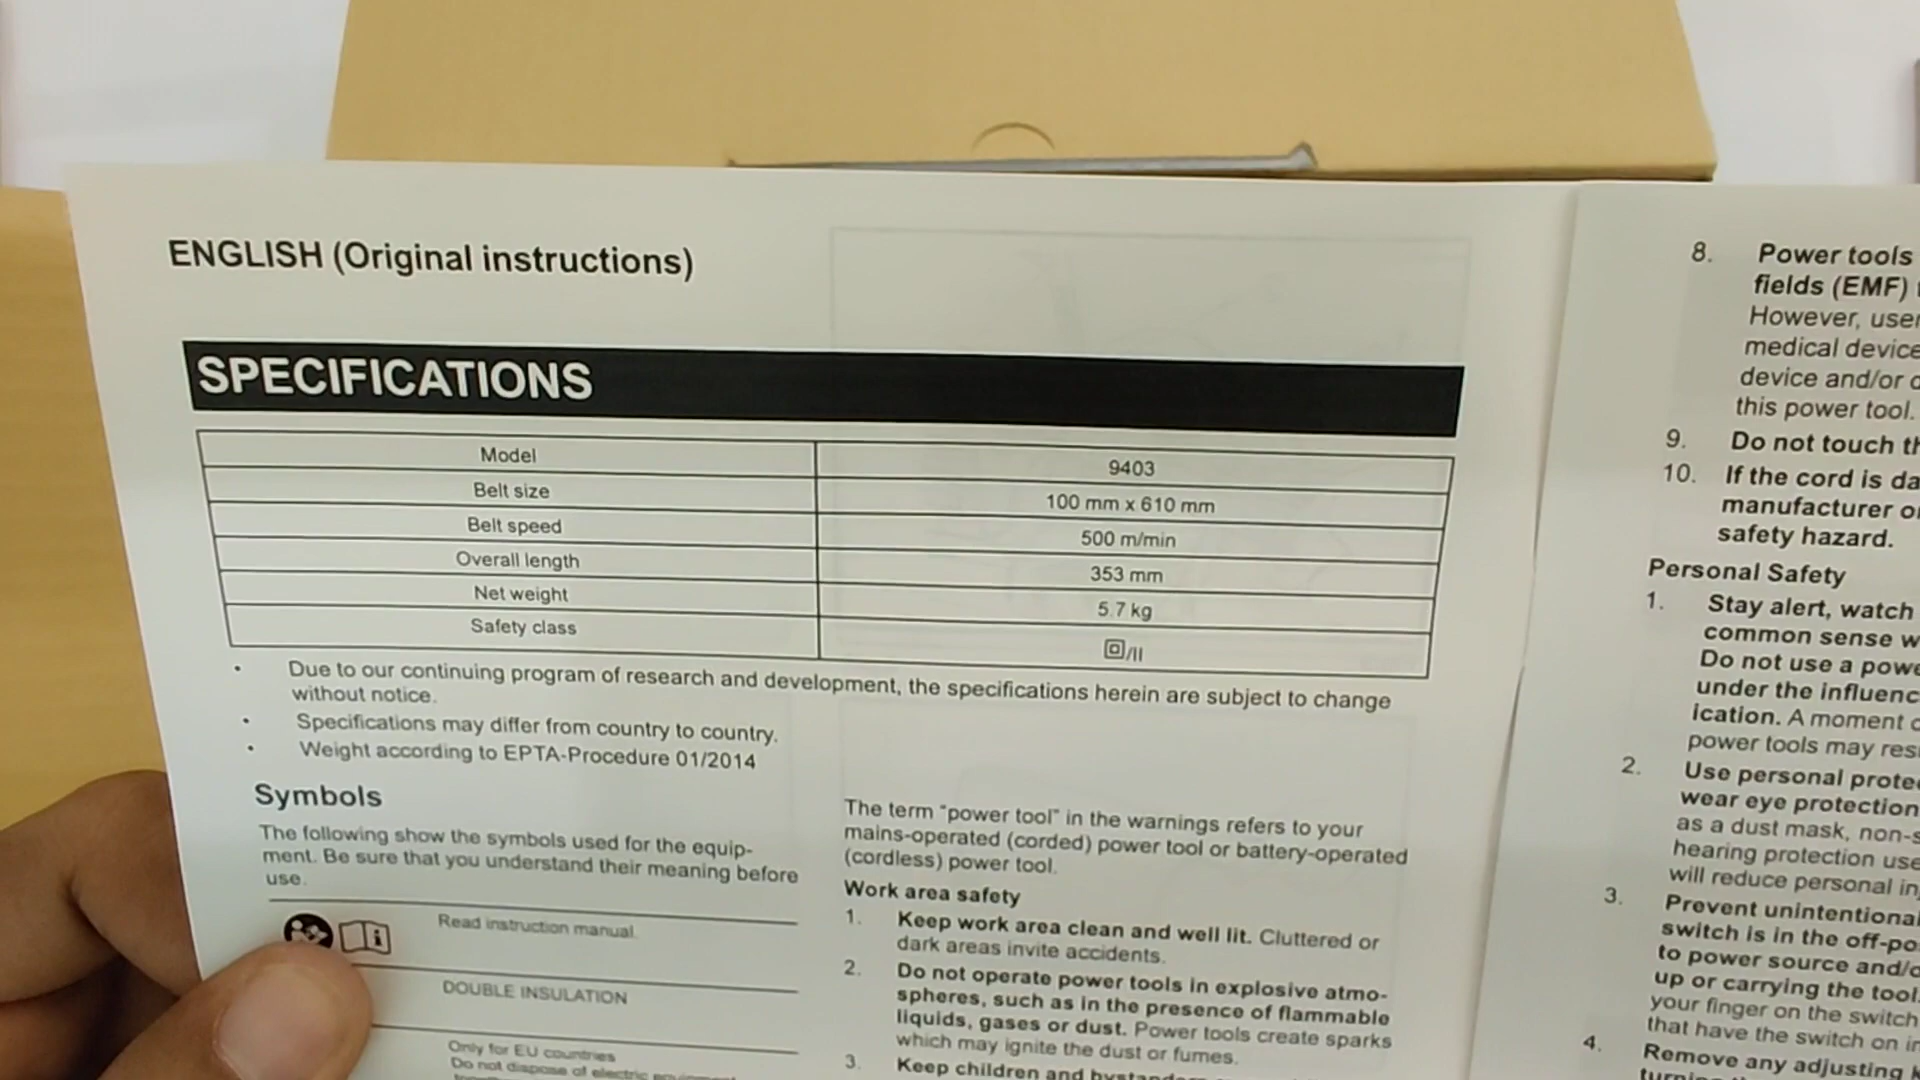 ENGLISH (Original instructions)
SPECIFICATIONS
Model 9403
Belt size 100 mm x 610 mm
Belt speed 500 m/min
Overall length 353 mm
Net weight 5.7 kg
Safety class /II
• Due to our continuing program of research and development, the specifications herein are subject to change
without notice.
• Specifications may differ from country to country.
• Weight according to EPTA-Procedure 01/2014
Symbols
The following show the symbols used for the equip-
ment. Be sure that you understand their meaning before
use.
Read instruction manual.
DOUBLE INSULATION
Only for EU countries
Do not dispose of electric
The term “power tool” in the warnings refers to your
mains-operated (corded) power tool or battery-operated
(cordless) power tool.
Work area safety
1. Keep work area clean and well lit. Cluttered or
dark areas invite accidents.
2. Do not operate power tools in explosive atmo-
spheres, such as in the presence of flammable
liquids, gases or dust. Power tools create sparks
which may ignite the dust or fumes.
3. Keep children and
8. Power tools
fields (EMF)
However, user
medical device
device and/or
this power tool.
9. Do not touch
10. If the cord is
manufacturer
safety hazard.
Personal Safety
1. Stay alert, watch
common sense
Do not use a
under the
ication. A moment
power tools may
2. Use personal
wear eye protection
as a dust mask,
hearing protection
will reduce personal
3. Prevent
switch is in the
to power source
up or carrying the tool.
your finger on the switch
that have the switch on
4. Remove any adjusting